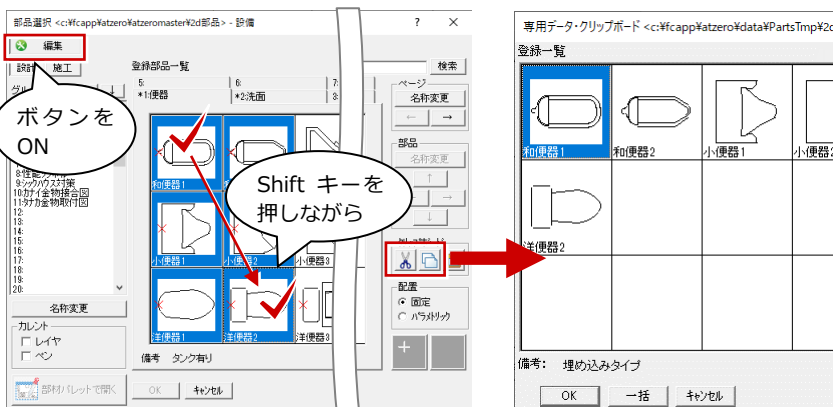 部品選択 <c:¥fcapp¥atzero¥atzeromaster¥2d部品> - 設備
編集
設計
施工
登録部品一覧
検索
5:
6:
7:
*1:便器
*2:洗面
ページ
名称変更
← →
ボタンを
ON
部品
名称変更
↑
→
↓
和便器1
Shift キーを
押しながら
9:シックハウス対策
10:カナイ金物接合図
11:タナカ金物取付図
12:
13:
14:
15:
16:
17:
18:
19:
20:
小便器1
小便器2
小便器3
洋便器1
洋便器2
洋便器3
名称変更
カレント
レイヤ
ペン
配置
固定
パラメトリック
備考 タンク有り
部材パレットで開く
OK
キャンセル
専用データ・クリップボード <c:¥fcapp¥atzero¥data¥PartsTmp¥2d
登録一覧
和便器1
和便器2
小便器1
小便器2
洋便器2
備考: 埋め込みタイプ
OK
一括
キャンセル